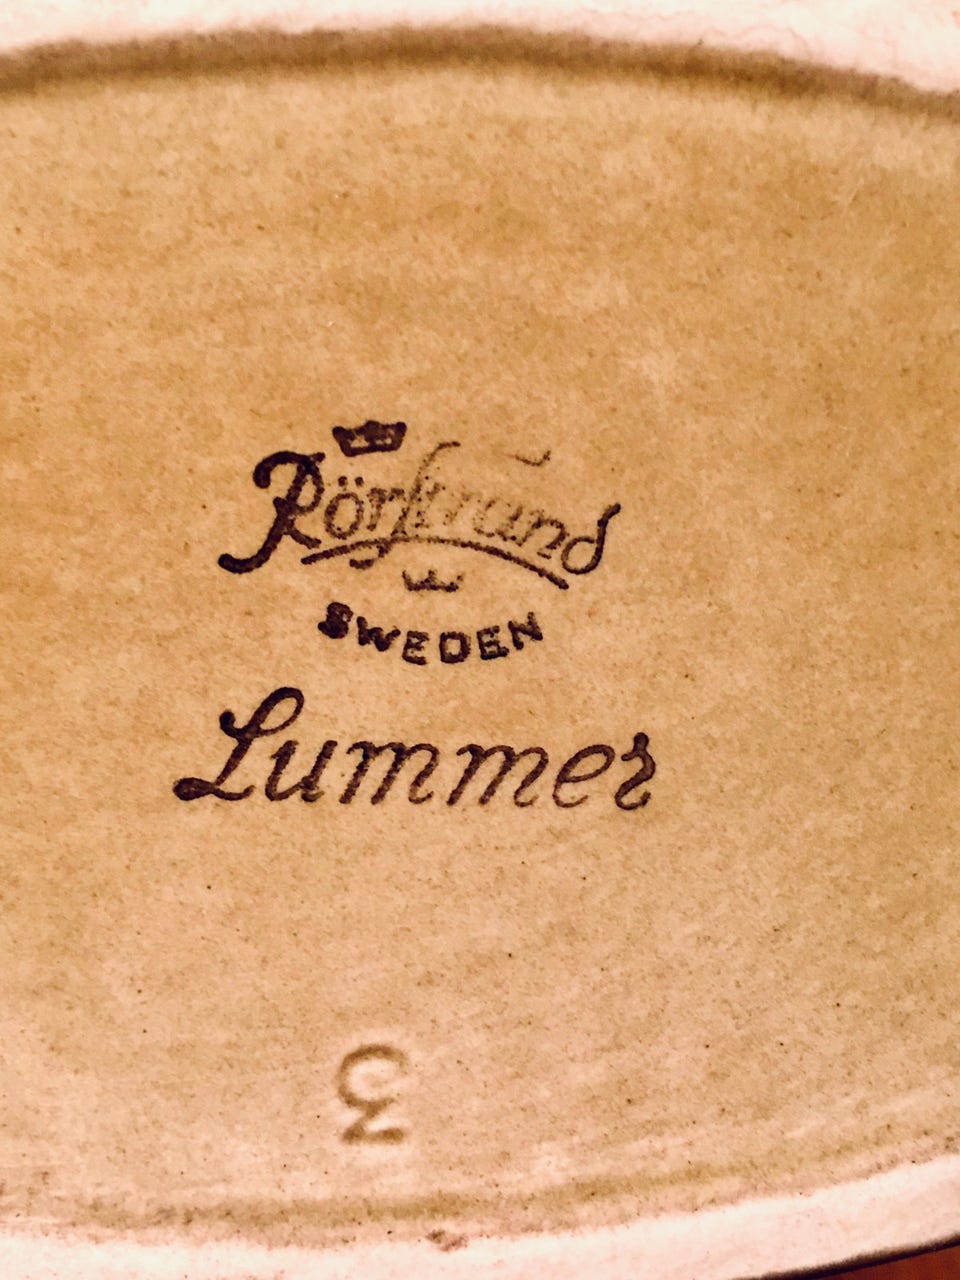 Rörstrand
SWEDEN
Lummer
3